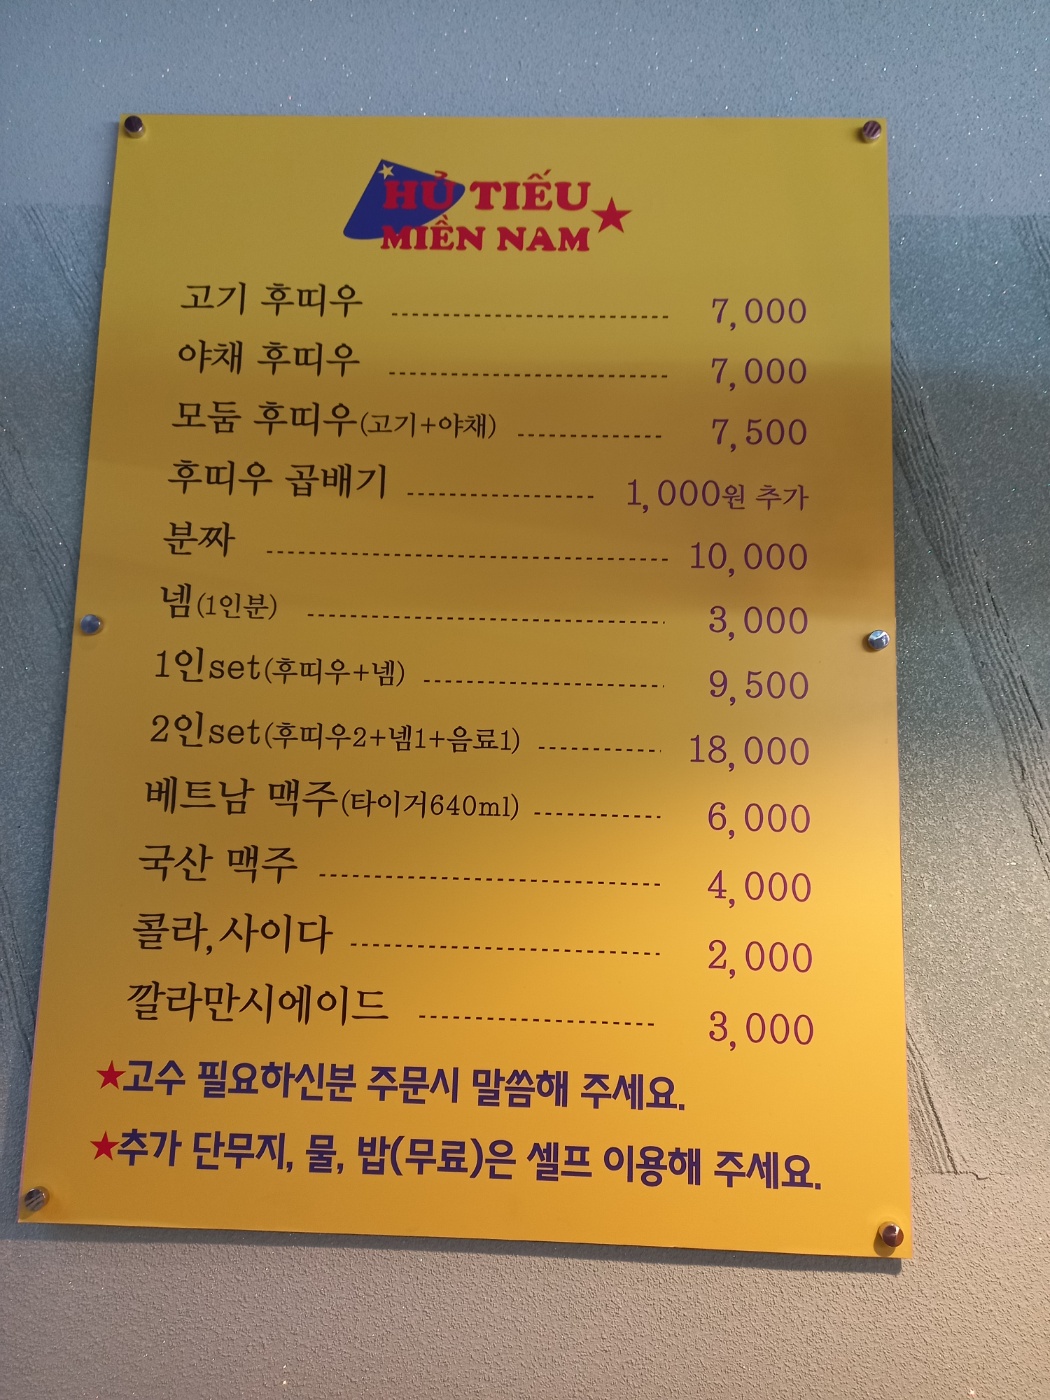 HỦ TIẾU
MIỀN NAM
고기 후띠우 7,000
야채 후띠우 7,000
모둠 후띠우(고기+야채) 7,500
후띠우 곱배기 1,000원 추가
분짜 10,000
넴(1인분) 3,000
1인set(후띠우+넴) 9,500
2인set(후띠우2+넴1+음료1) 18,000
베트남 맥주(타이거640ml) 6,000
국산 맥주 4,000
콜라,사이다 2,000
깔라만시에이드 3,000
★고수 필요하신분 주문시 말씀해 주세요.
★추가 단무지, 물, 밥(무료)은 셀프 이용해 주세요.